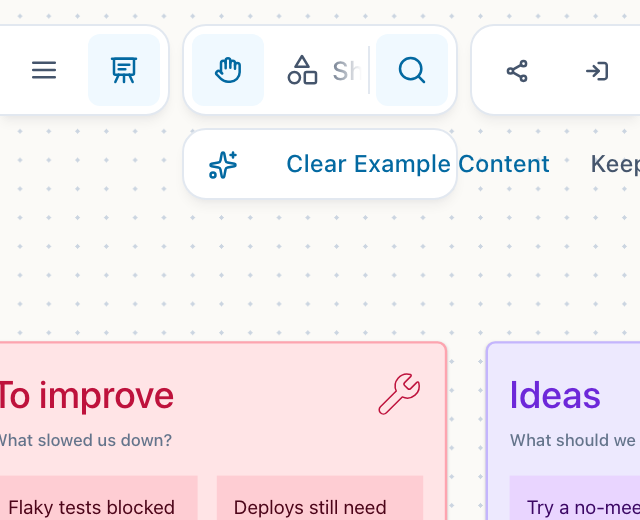 Sh
Clear Example Content Keep
To improve
What slowed us down?
Flaky tests blocked
Deploys still need
Ideas
What should we
Try a no-mee